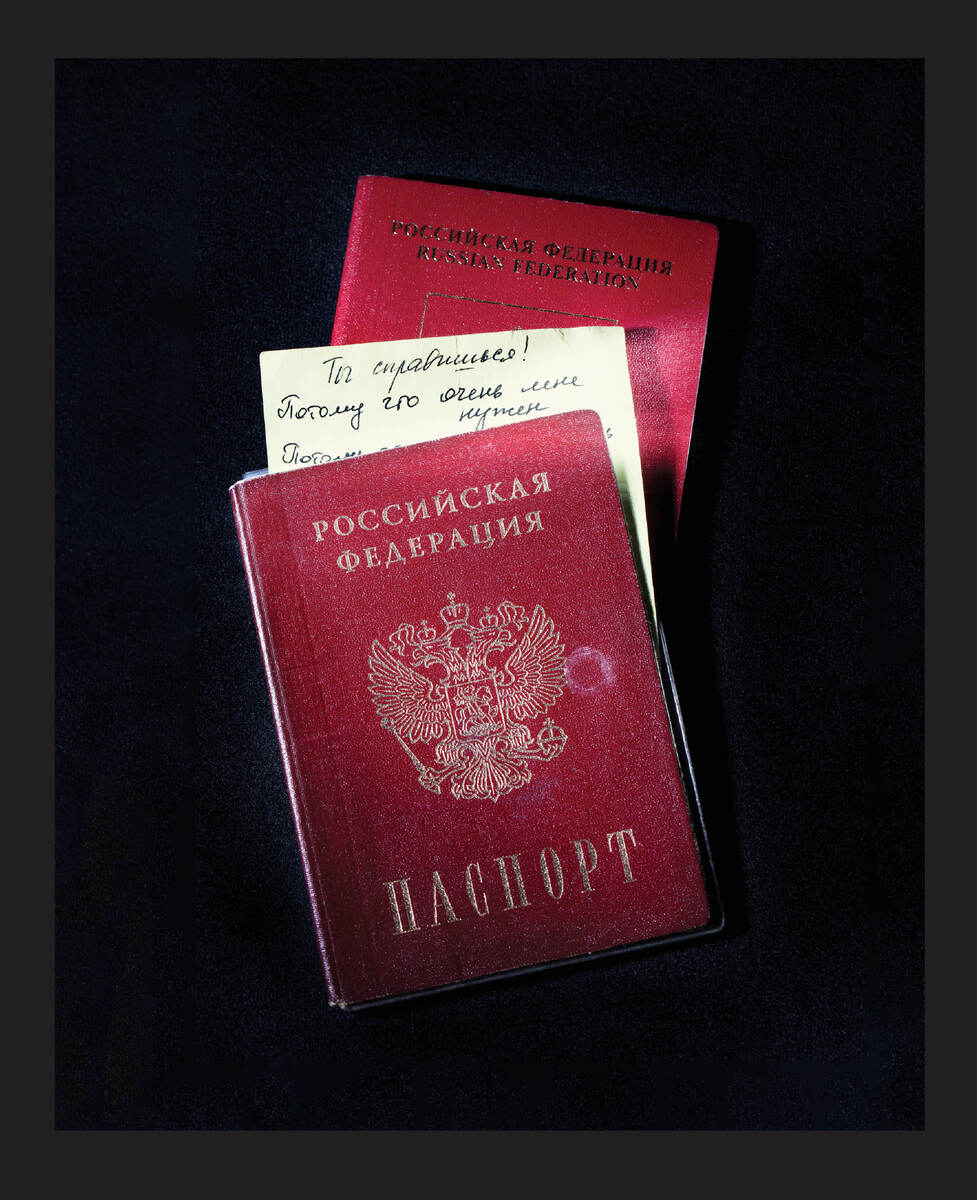 РОССИЙСКАЯ ФЕДЕРАЦИЯ
RUSSIAN FEDERATION
Ты справишься!
Потому что очень мне
нужен
РОССИЙСКАЯ
ФЕДЕРАЦИЯ
ПАСПОРТ